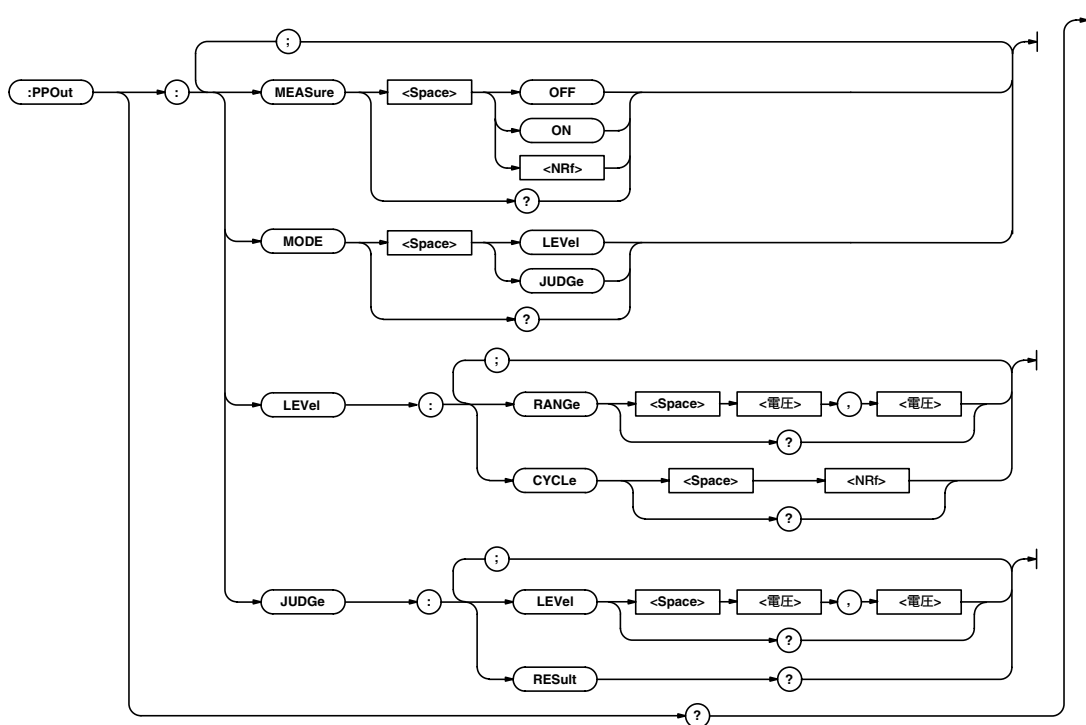 ;
:PPOut : MEASure <Space> OFF
ON
<NRf>
?
MODE <Space> LEVel
JUDGe
?
;
LEVel : RANGe <Space> <電圧> , <電圧>
?
CYCLe <Space> <NRf>
?
;
JUDGe : LEVel <Space> <電圧> , <電圧>
?
RESult ?
?